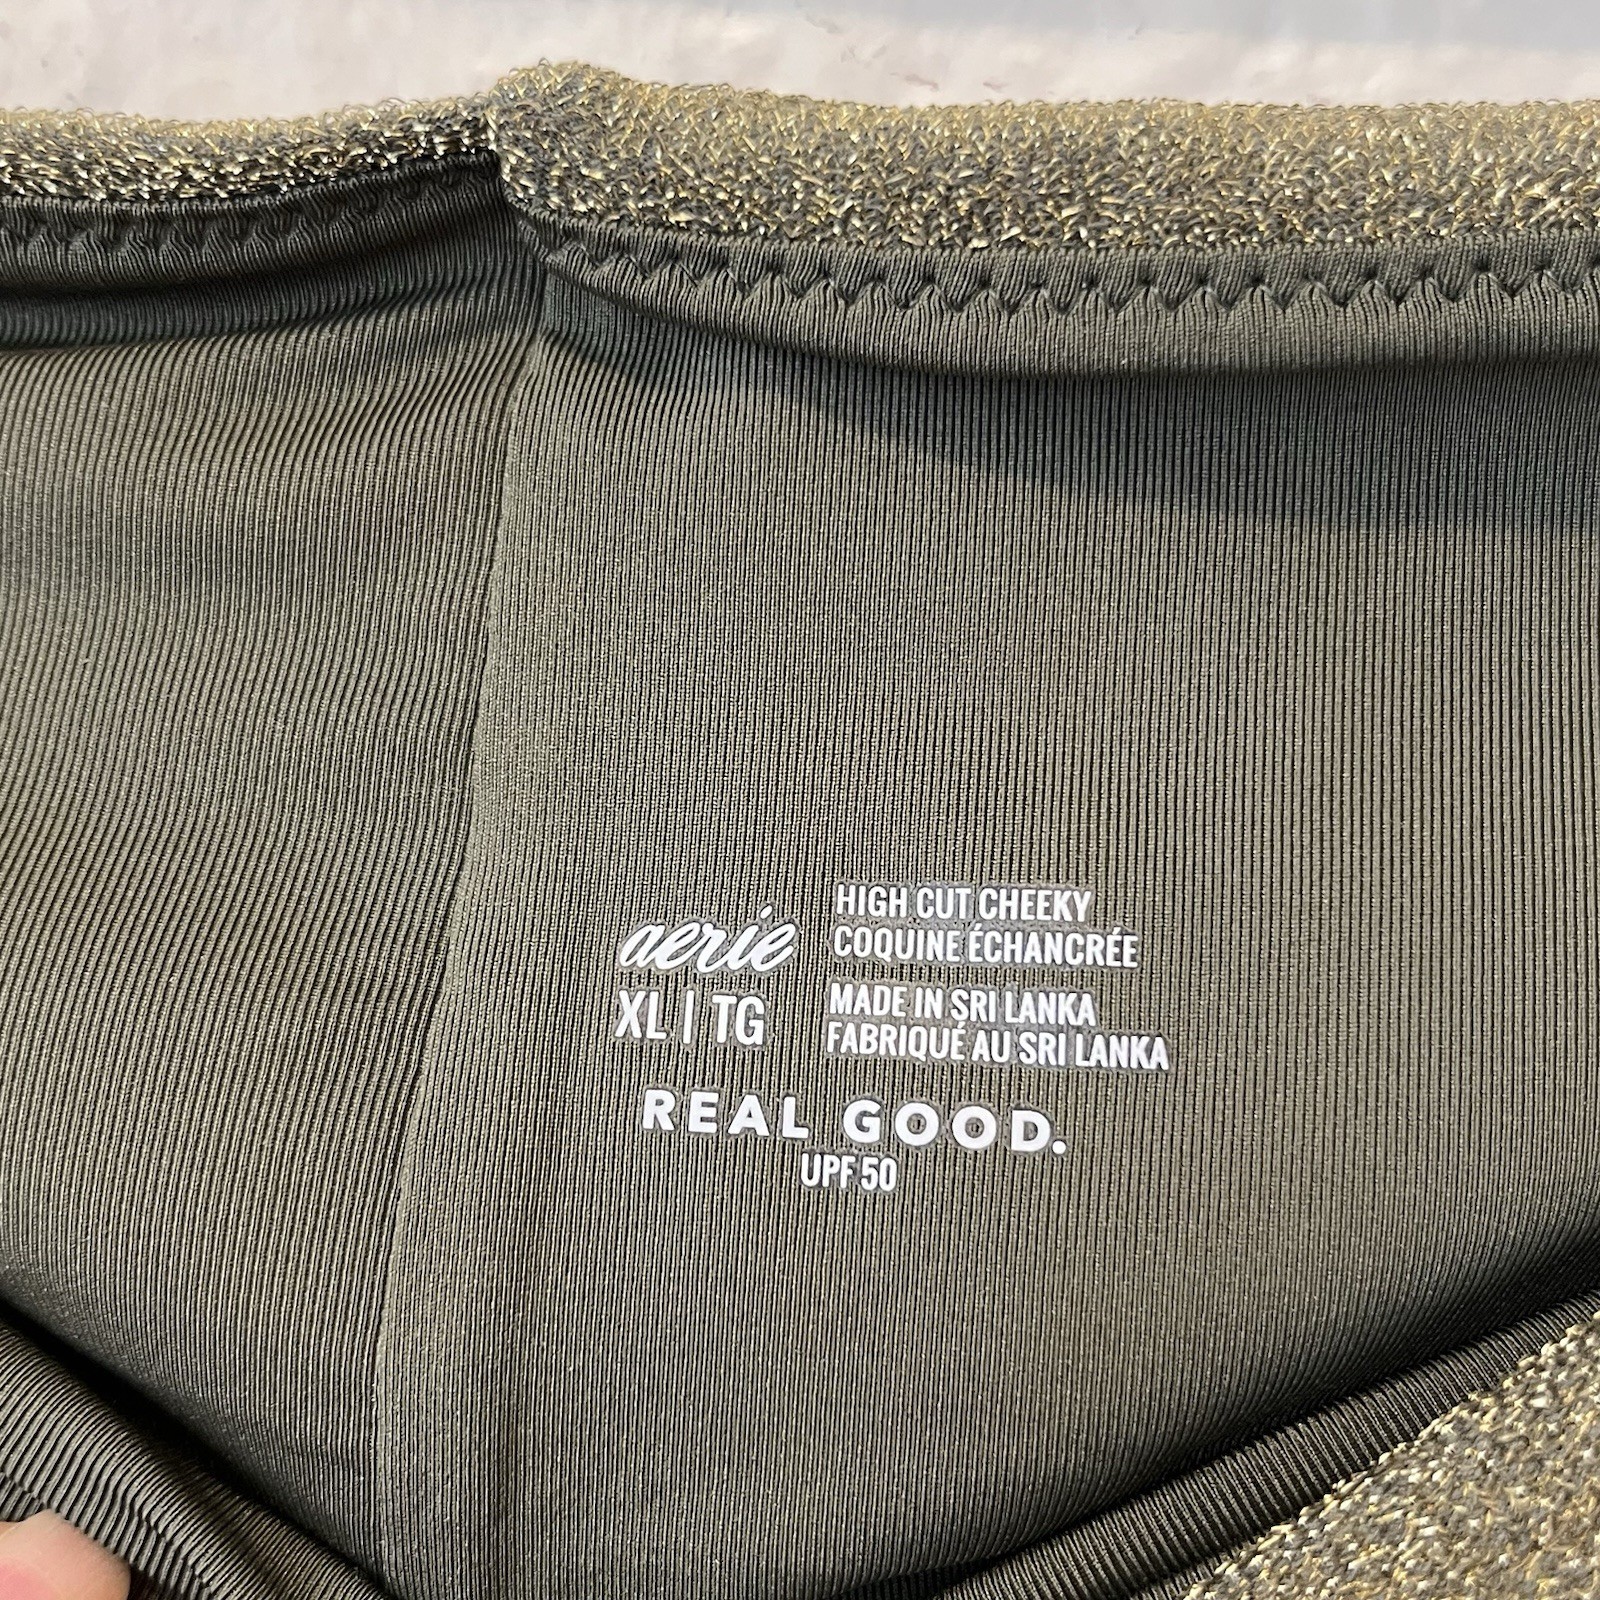 aerie
XL | TG
HIGH CUT CHEEKY
COQUINE ÉCHANCRÉE
MADE IN SRI LANKA
FABRIQUÉ AU SRI LANKA
REAL GOOD.
UPF 50